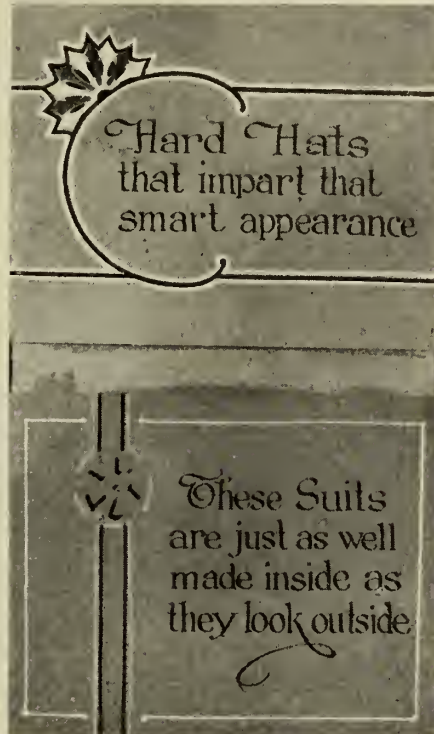 Hard Hats
that impart that
smart appearance
These Suits
are just as well
made inside as
they look outside